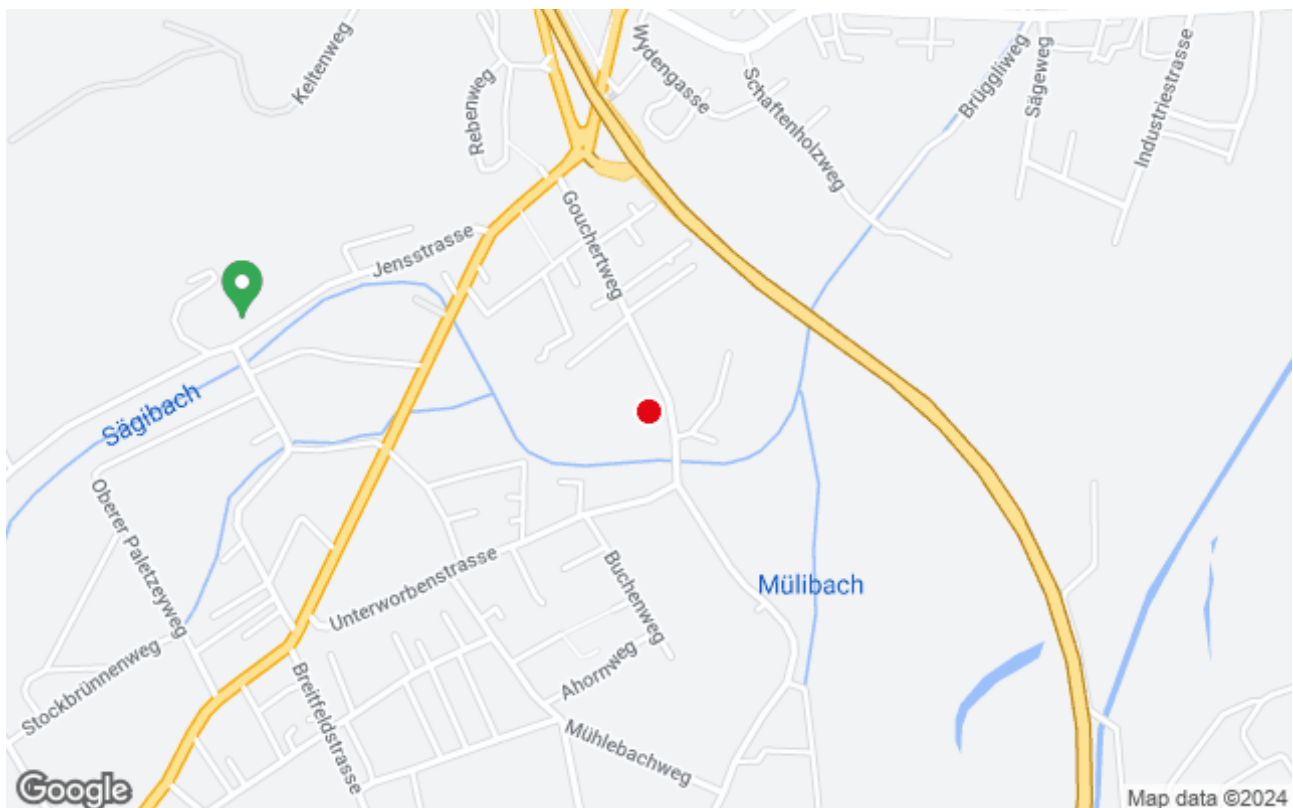 Keltenweg
Rebenweg
Wydengasse
Schaftenholzweg
Brüggliweg
Sägeweg
Industriestrasse
Gouchertweg
Jensstrasse
Sägibach
Oberer Paletzeyweg
Unterworbenstrasse
Buchenweg
Mülibach
Stockbrünnenweg
Breitfeldstrasse
Ahornweg
Mühlebachweg
Google
Map data ©2024